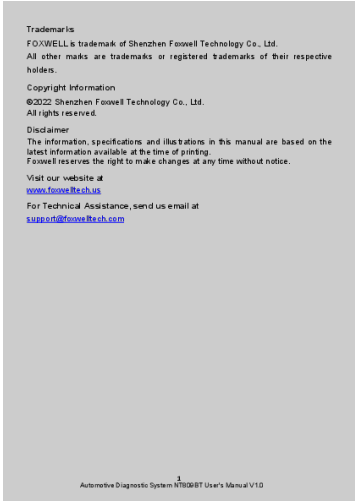 Trademarks
FOXWELL is trademark of Shenzhen Foxwell Technology Co., Ltd.
All other marks are trademarks or registered trademarks of their respective
holders.
Copyright Information
©2022 Shenzhen Foxwell Technology Co., Ltd.
All rights reserved.
Disclaimer
The information, specifications and illustrations in this manual are based on the
latest information available at the time of printing.
Foxwell reserves the right to make changes at any time without notice.
Visit our website at
www.foxwelltech.us
For Technical Assistance, send us email at
support@foxwelltech.com
1
Automotive Diagnostic System NT809BT User's Manual V1.0